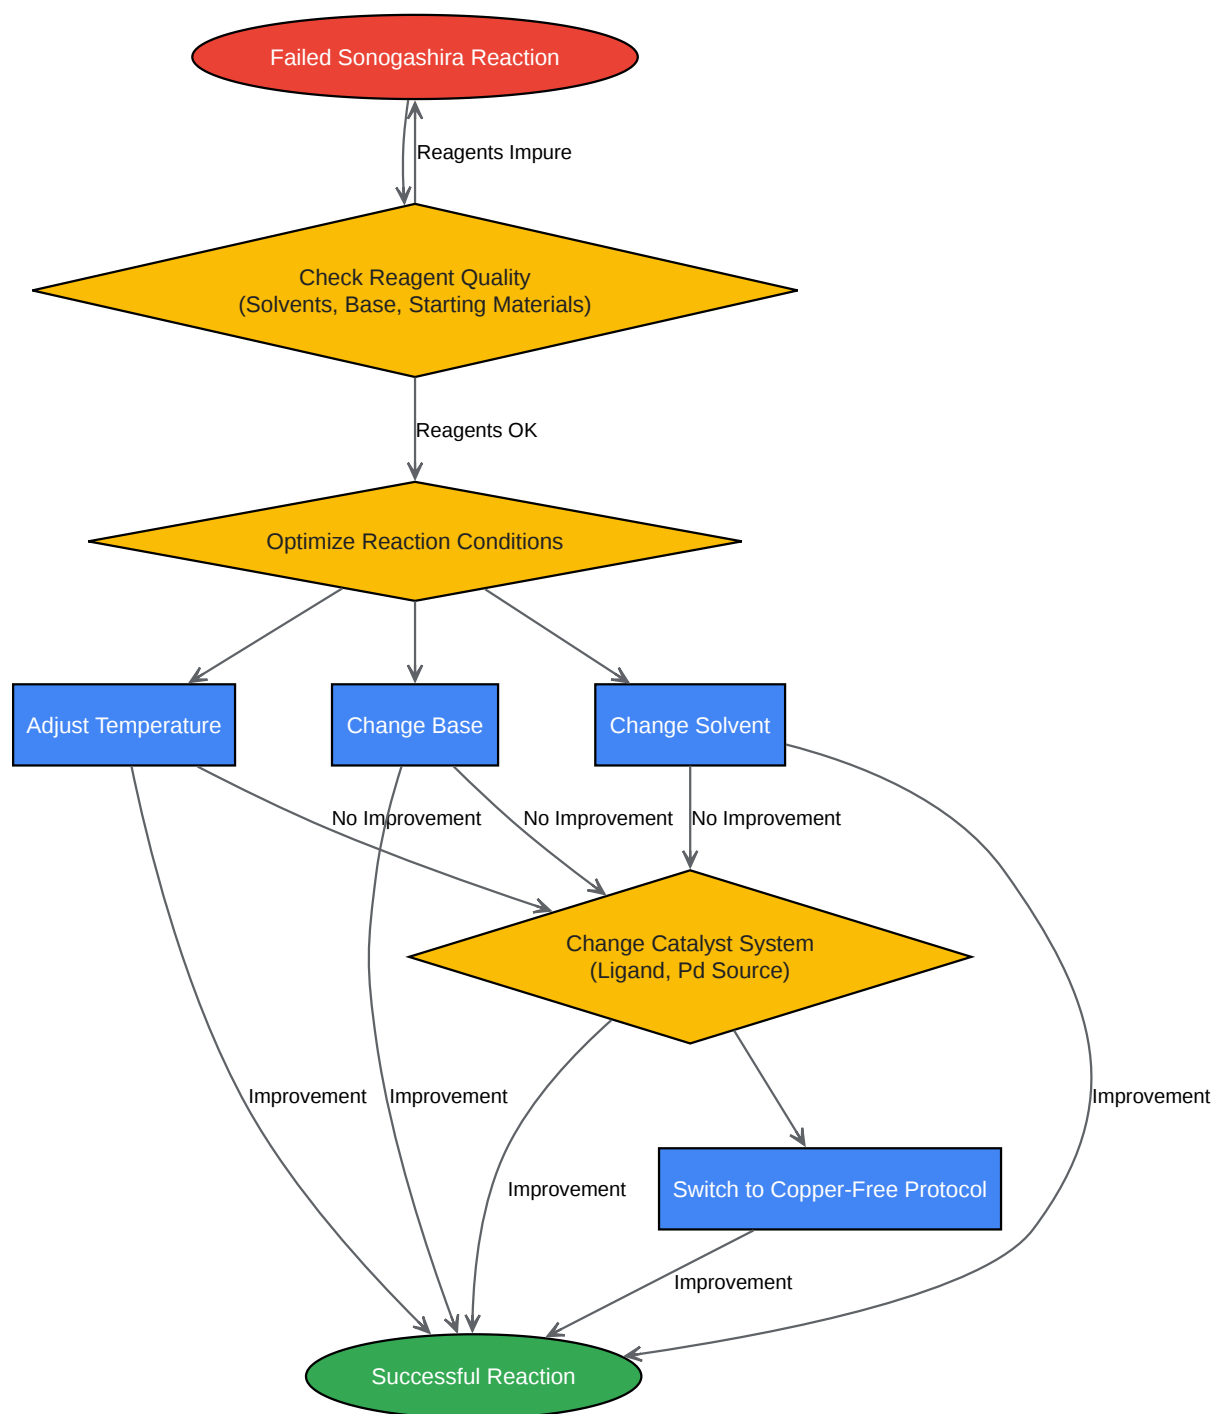 Failed Sonogashira Reaction
Reagents Impure
Check Reagent Quality
(Solvents, Base, Starting Materials)
Reagents OK
Optimize Reaction Conditions
Adjust Temperature
Change Base
Change Solvent
No Improvement
No Improvement
No Improvement
Change Catalyst System
(Ligand, Pd Source)
Improvement
Improvement
Improvement
Improvement
Switch to Copper-Free Protocol
Improvement
Successful Reaction